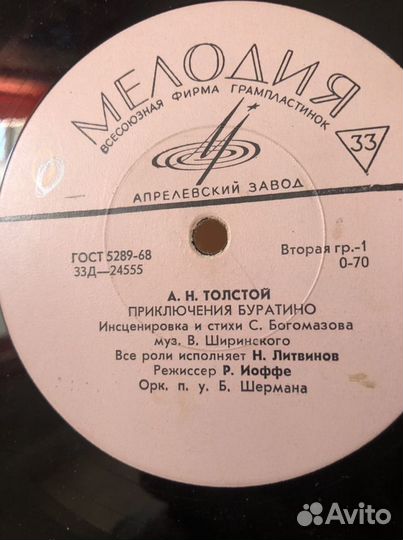 МЕЛОДИЯ
ВСЕСОЮЗНАЯ ФИРМА ГРАМПЛАСТИНОК
33
АПРЕЛЕВСКИЙ ЗАВОД
ГОСТ 5289-68
33Д—24555
Вторая гр.-1
0-70
А. Н. ТОЛСТОЙ
ПРИКЛЮЧЕНИЯ БУРАТИНО
Инсценировка и стихи С. Богомазова
муз. В. Ширинского
Все роли исполняет Н. Литвинов
Режиссер Р. Иоффе
Орк. п. у. Б. Шермана
Avito